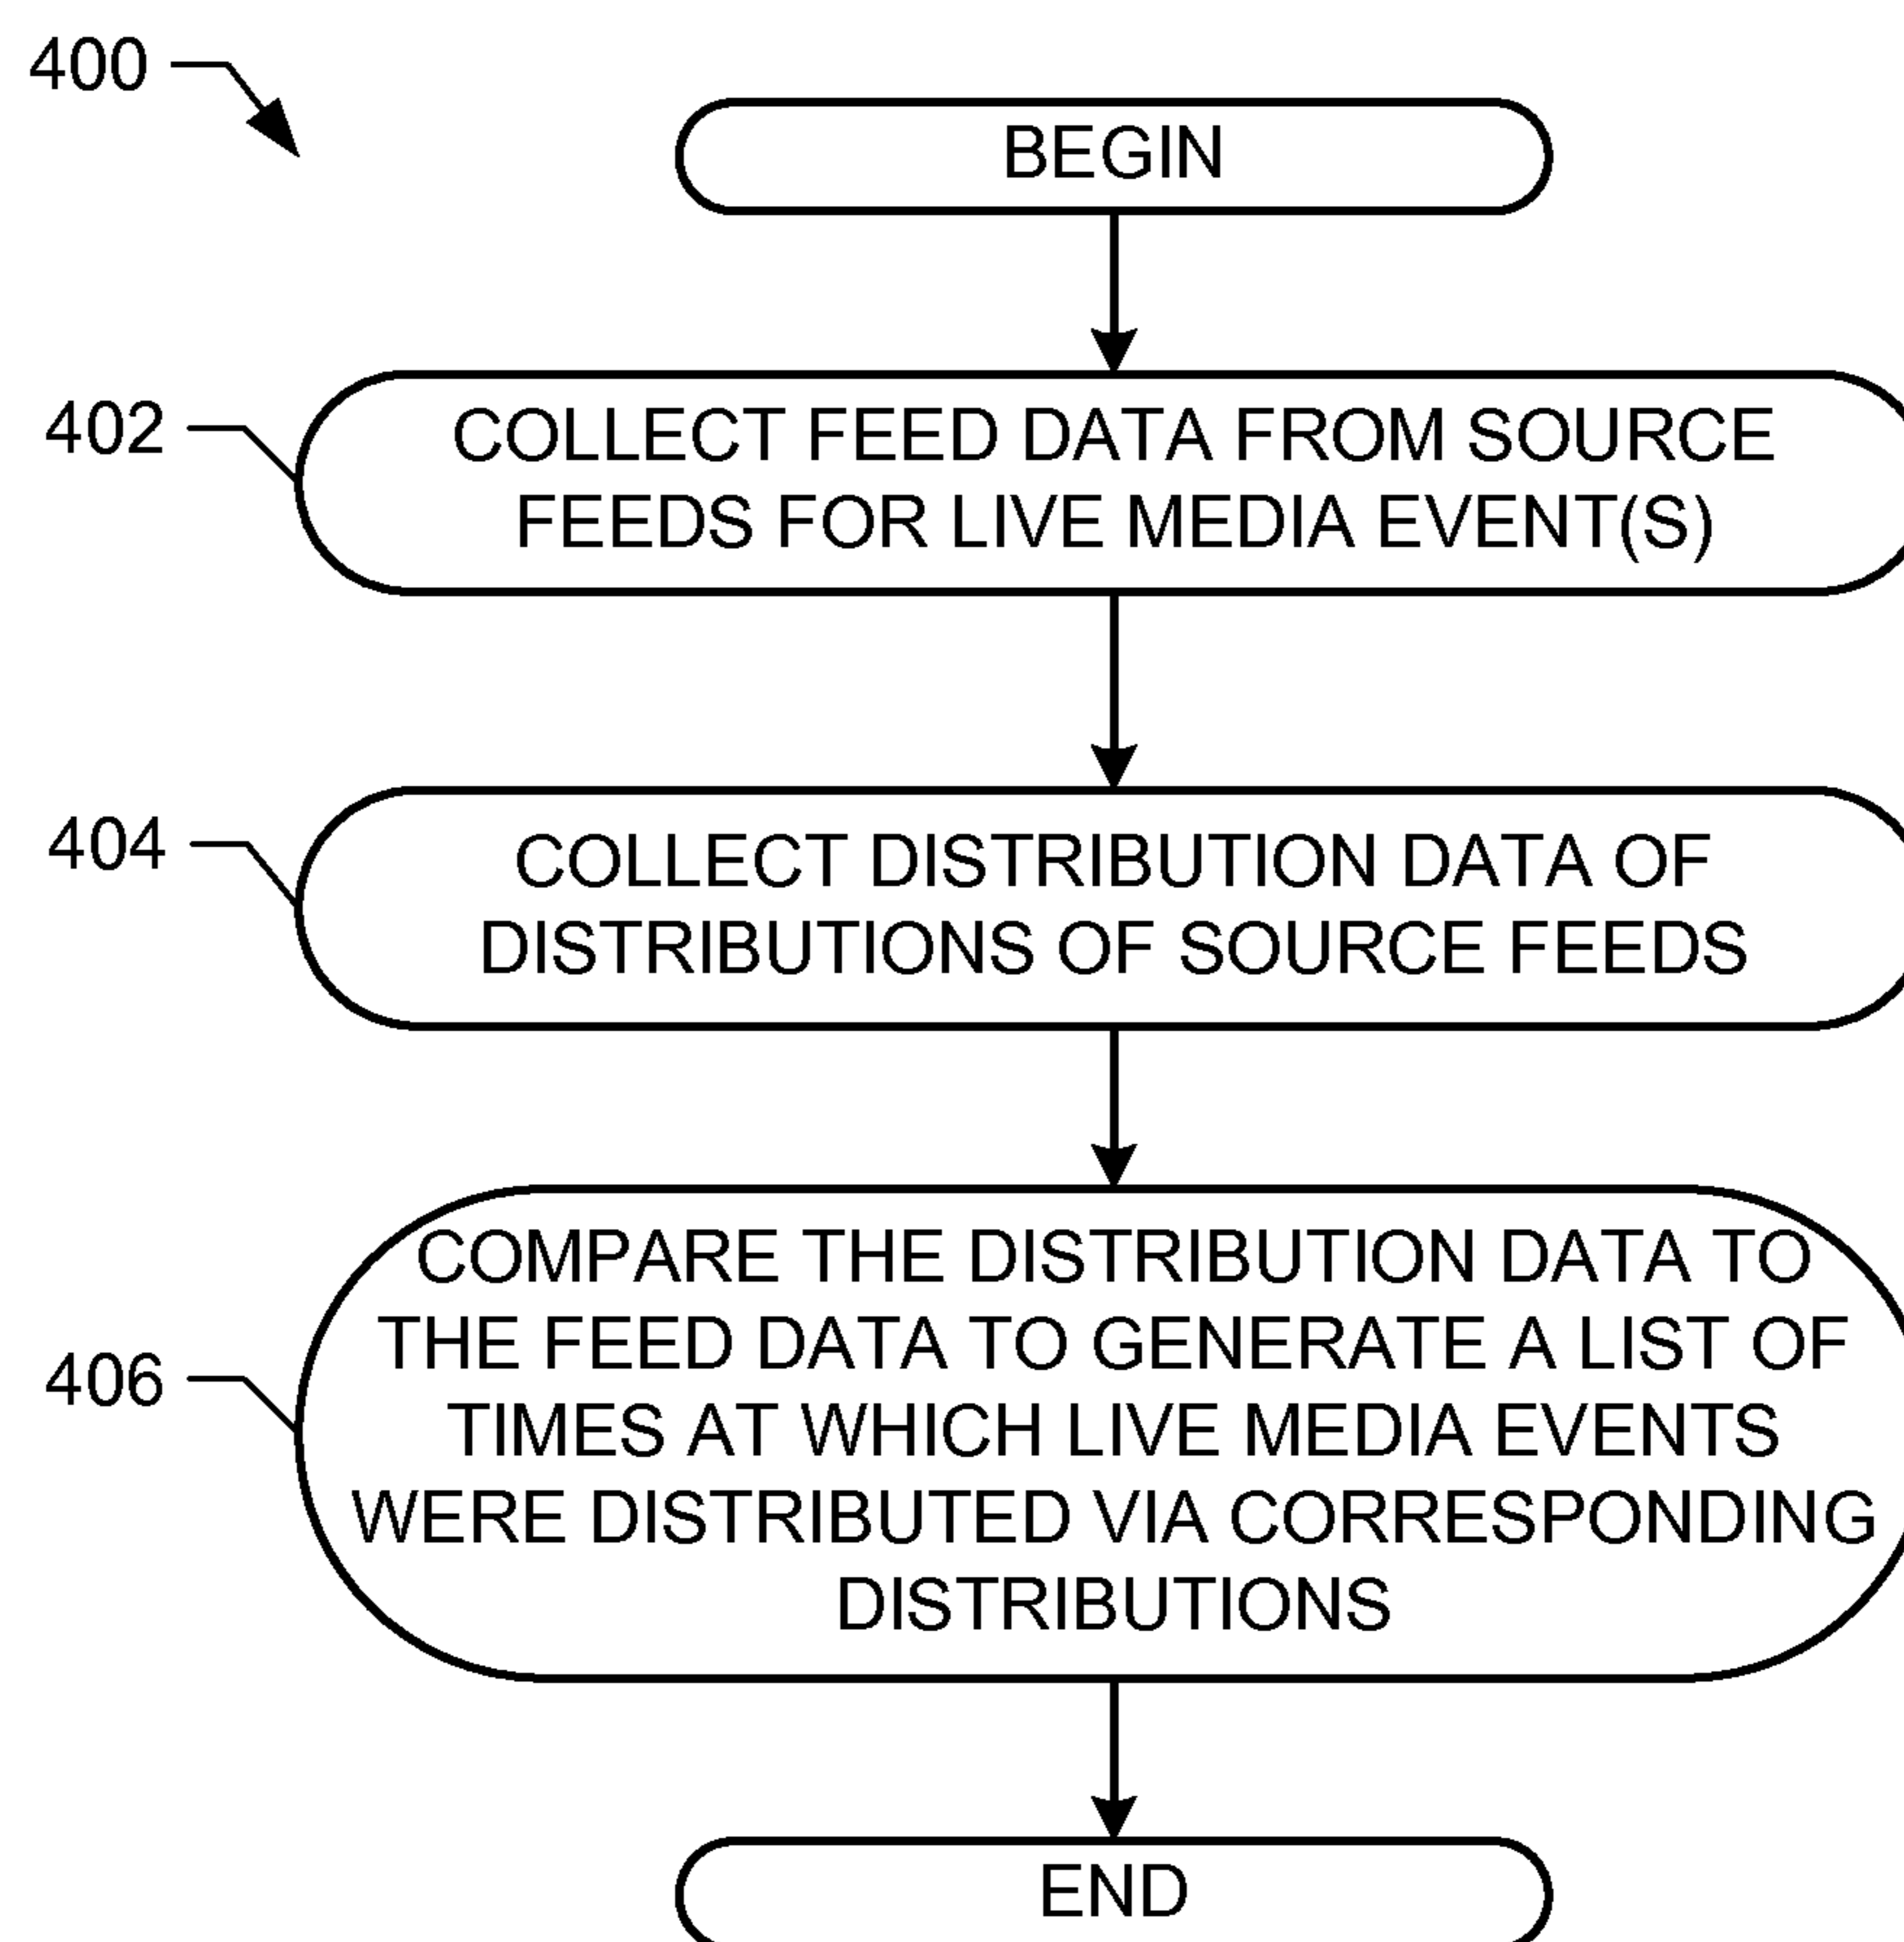 400
BEGIN
402
COLLECT FEED DATA FROM SOURCE
FEEDS FOR LIVE MEDIA EVENT(S)
404
COLLECT DISTRIBUTION DATA OF
DISTRIBUTIONS OF SOURCE FEEDS
406
COMPARE THE DISTRIBUTION DATA TO
THE FEED DATA TO GENERATE A LIST OF
TIMES AT WHICH LIVE MEDIA EVENTS
WERE DISTRIBUTED VIA CORRESPONDING
DISTRIBUTIONS
END